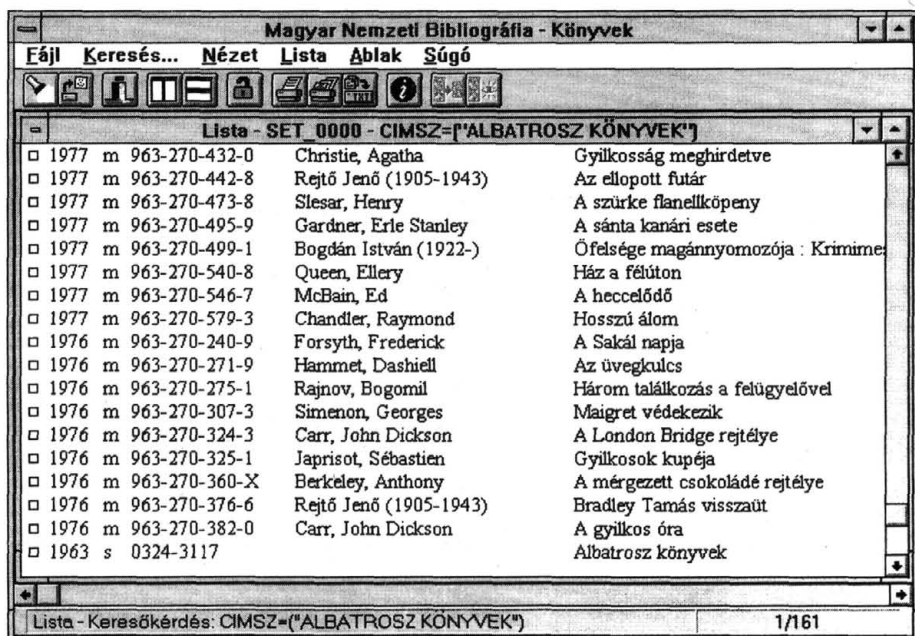 Magyar Nemzeti Bibliográfia - Könyvek
Fájl Keresés... Nézet Lista Ablak Súgó
TXT
Lista - SET_0000 - CIMSZ=["ALBATROSZ KÖNYVEK"]
1977 m 963-270-432-0 Christie, Agatha Gyilkosság meghirdetve
1977 m 963-270-442-8 Rejtő Jenő (1905-1943) Az ellopott futár
1977 m 963-270-473-8 Slesar, Henry A szürke flanellköpeny
1977 m 963-270-495-9 Gardner, Erle Stanley A sánta kanári esete
1977 m 963-270-499-1 Bogdán István (1922-) Őfelsége magánnyomozója : Krimimes
1977 m 963-270-540-8 Queen, Ellery Ház a félúton
1977 m 963-270-546-7 McBain, Ed A heccelődő
1977 m 963-270-579-3 Chandler, Raymond Hosszú álom
1976 m 963-270-240-9 Forsyth, Frederick A Sakál napja
1976 m 963-270-271-9 Hammet, Dashiell Az üvegkulcs
1976 m 963-270-275-1 Rajnov, Bogomil Három találkozás a felügyelővel
1976 m 963-270-307-3 Simenon, Georges Maigret védekezik
1976 m 963-270-324-3 Carr, John Dickson A London Bridge rejtélye
1976 m 963-270-325-1 Japrisot, Sébastien Gyilkosok kupéja
1976 m 963-270-360-X Berkeley, Anthony A mérgezett csokoládé rejtélye
1976 m 963-270-376-6 Rejtő Jenő (1905-1943) Bradley Tamás visszaüt
1976 m 963-270-382-0 Carr, John Dickson A gyilkos óra
1963 s 0324-3117 Albatrosz könyvek
Lista - Keresőkérdés: CIMSZ=("ALBATROSZ KÖNYVEK") 1/161